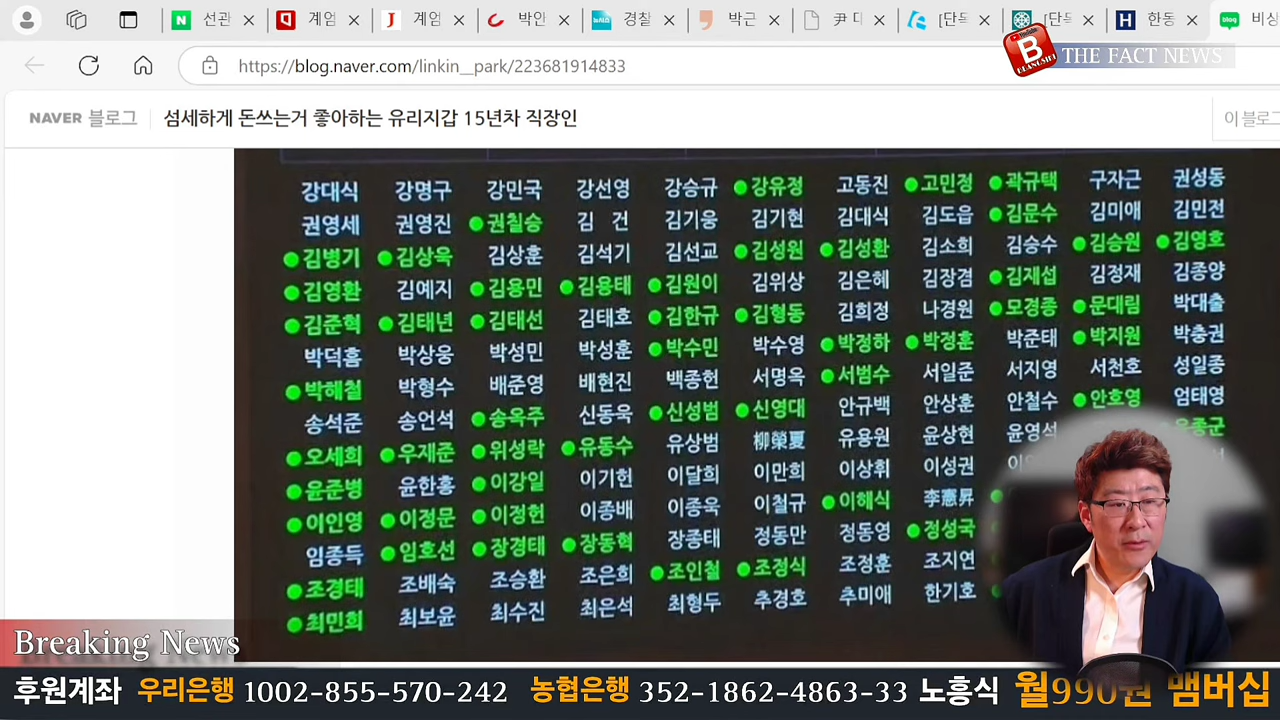 선관 계엄 계엄 박안 경찰 박근 尹 대 [단독 [단독 한동 비상
https://blog.naver.com/linkin__park/223681914833
YouTube B BBANGSIBI THE FACT NEWS
NAVER 블로그 섬세하게 돈쓰는거 좋아하는 유리지갑 15년차 직장인 이 블로그
강대식 강명구 강민국 강선영 강승규 강유정 고동진 고민정 곽규택 구자근 권성동
권영세 권영진 권칠승 김 건 김기웅 김기현 김대식 김도읍 김문수 김미애 김민전
김병기 김상욱 김상훈 김석기 김선교 김성원 김성환 김소희 김승수 김승원 김영호
김영환 김예지 김용민 김용태 김원이 김위상 김은혜 김장겸 김재섭 김정재 김종양
김준혁 김태년 김태선 김태호 김한규 김형동 김희정 나경원 모경종 문대림 박대출
박덕흠 박상웅 박성민 박성훈 박수민 박수영 박정하 박정훈 박준태 박지원 박충권
박해철 박형수 배준영 배현진 백종헌 서명옥 서범수 서일준 서지영 서천호 성일종
송석준 송언석 송옥주 신동욱 신성범 신영대 안규백 안상훈 안철수 안호영 엄태영
오세희 우재준 위성락 유동수 유상범 柳榮夏 유용원 윤상현 윤영석 윤종군
윤준병 윤한홍 이강일 이기헌 이달희 이만희 이상휘 이성권
이인영 이정문 이정헌 이종배 이종욱 이철규 이해식 李憲昇
임종득 임호선 장경태 장동혁 장종태 정동만 정동영 정성국
조경태 조배숙 조승환 조은희 조인철 조정식 조정훈 조지연
최민희 최보윤 최수진 최은석 최형두 추경호 추미애 한기호
Breaking News
후원계좌 우리은행 1002-855-570-242 농협은행 352-1862-4863-33 노흥식 월990원 맴버십